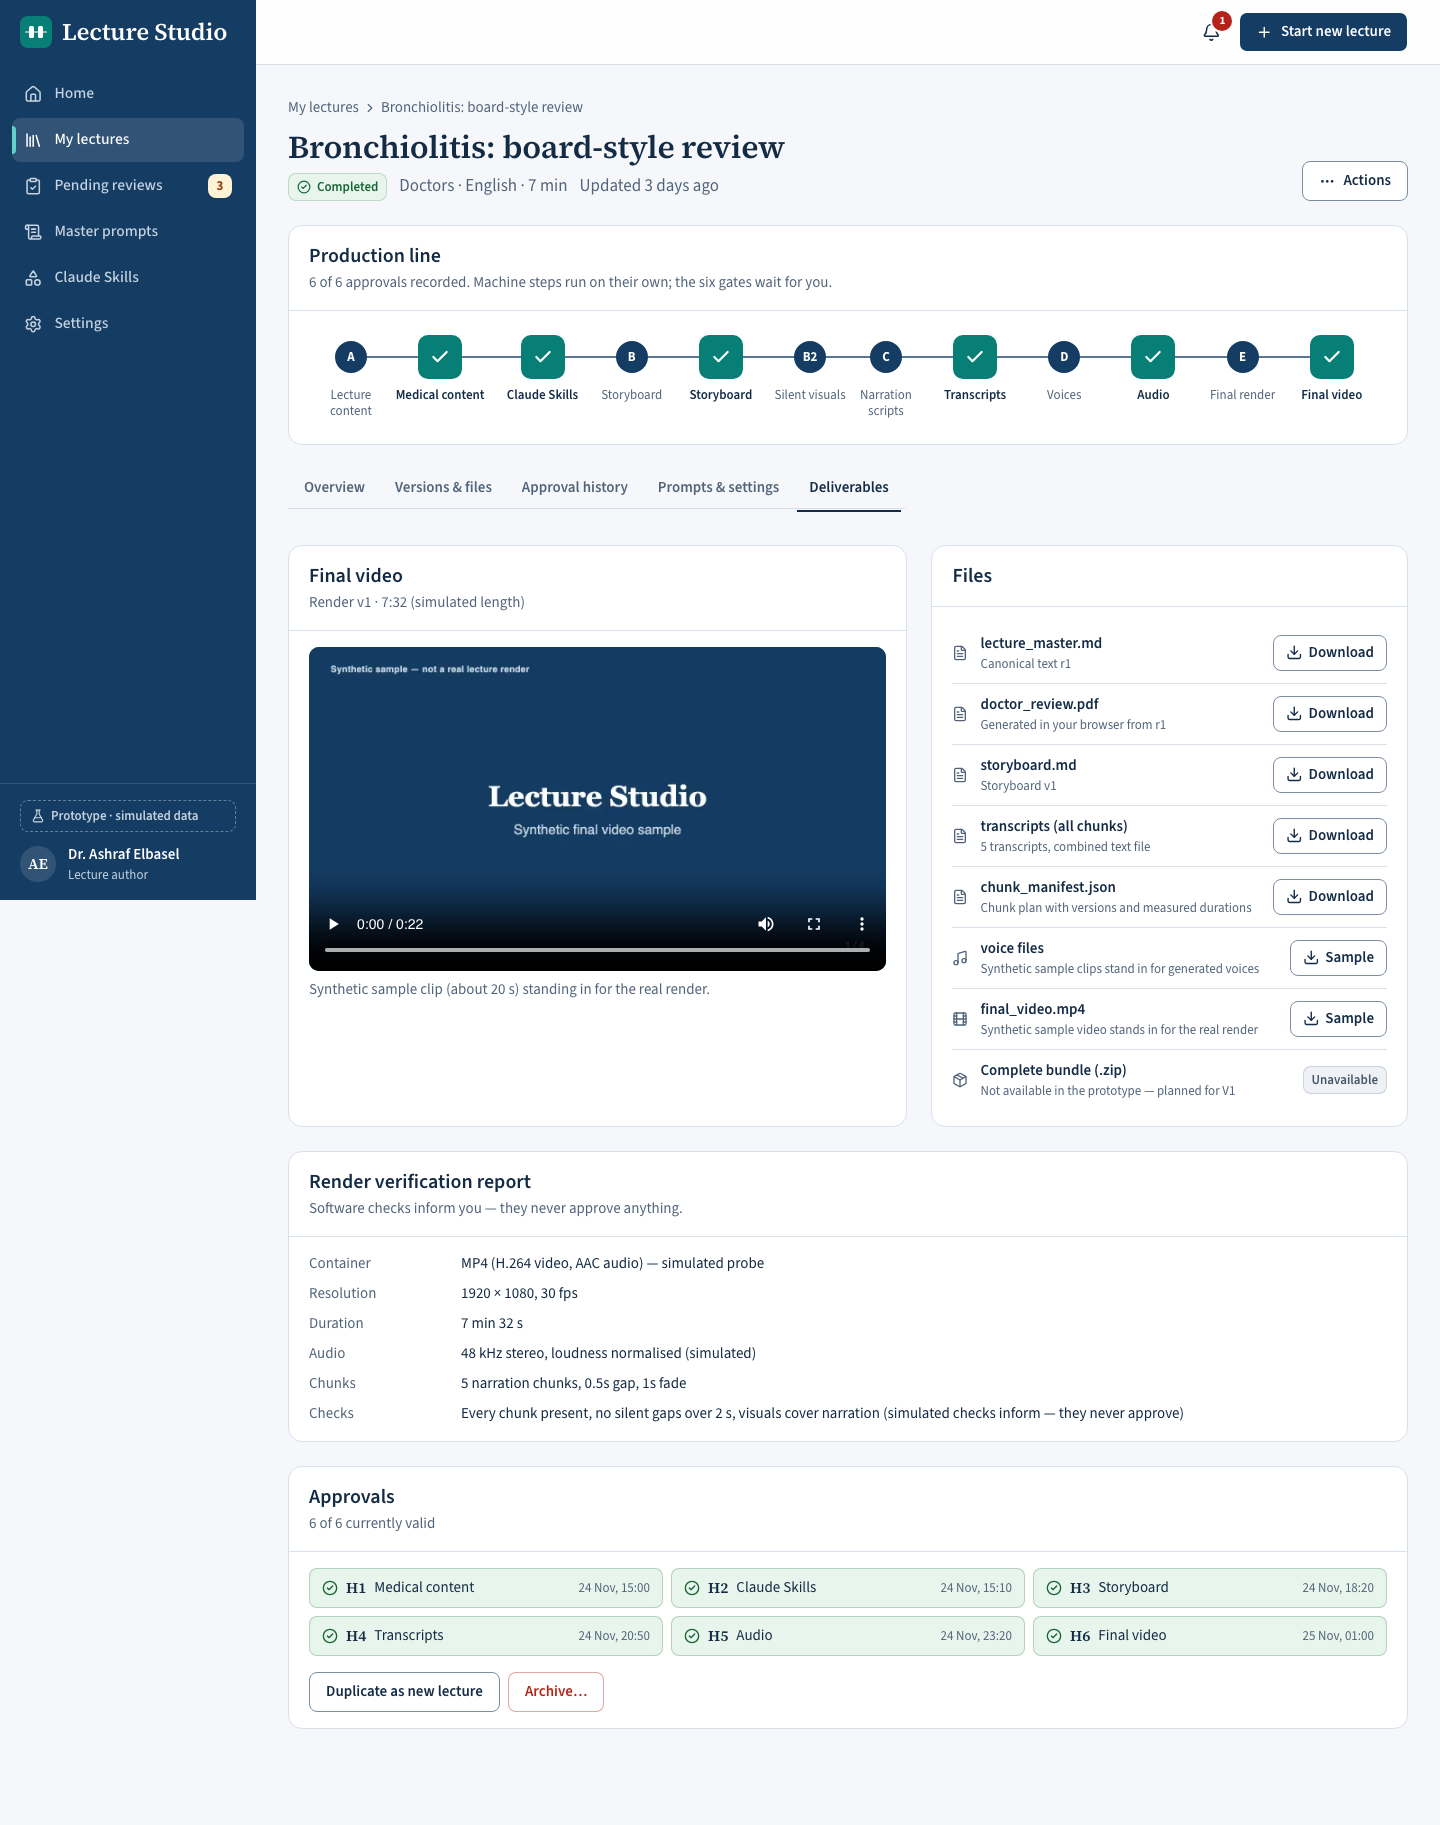 Lecture Studio
1
Start new lecture
Home
My lectures
Pending reviews 3
Master prompts
Claude Skills
Settings
Prototype · simulated data
AE
Dr. Ashraf Elbasel
Lecture author
My lectures > Bronchiolitis: board-style review
Bronchiolitis: board-style review
Completed Doctors · English · 7 min Updated 3 days ago
Actions
Production line
6 of 6 approvals recorded. Machine steps run on their own; the six gates wait for you.
A B B2 C D E
Lecture content
Medical content
Claude Skills
Storyboard
Storyboard
Silent visuals
Narration scripts
Transcripts
Voices
Audio
Final render
Final video
Overview Versions & files Approval history Prompts & settings Deliverables
Final video
Render v1 · 7:32 (simulated length)
Synthetic sample — not a real lecture render
Lecture Studio
Synthetic final video sample
0:00 / 0:22
Synthetic sample clip (about 20 s) standing in for the real render.
Files
lecture_master.md
Canonical text r1
Download
doctor_review.pdf
Generated in your browser from r1
Download
storyboard.md
Storyboard v1
Download
transcripts (all chunks)
5 transcripts, combined text file
Download
chunk_manifest.json
Chunk plan with versions and measured durations
Download
voice files
Synthetic sample clips stand in for generated voices
Sample
final_video.mp4
Synthetic sample video stands in for the real render
Sample
Complete bundle (.zip)
Not available in the prototype — planned for V1
Unavailable
Render verification report
Software checks inform you — they never approve anything.
Container MP4 (H.264 video, AAC audio) — simulated probe
Resolution 1920 × 1080, 30 fps
Duration 7 min 32 s
Audio 48 kHz stereo, loudness normalised (simulated)
Chunks 5 narration chunks, 0.5s gap, 1s fade
Checks Every chunk present, no silent gaps over 2 s, visuals cover narration (simulated checks inform — they never approve)
Approvals
6 of 6 currently valid
H1 Medical content 24 Nov, 15:00
H2 Claude Skills 24 Nov, 15:10
H3 Storyboard 24 Nov, 18:20
H4 Transcripts 24 Nov, 20:50
H5 Audio 24 Nov, 23:20
H6 Final video 25 Nov, 01:00
Duplicate as new lecture
Archive…